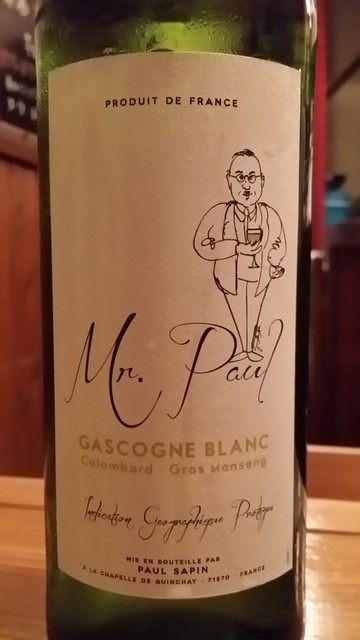 PRODUIT DE FRANCE
Mr. Paul
GASCOGNE BLANC
Colombard - Gros Manseng
Indication Géographique Protégée
MIS EN BOUTEILLE PAR
PAUL SAPIN
A LA CHAPELLE DE GUINCHAY - 71570 - FRANCE